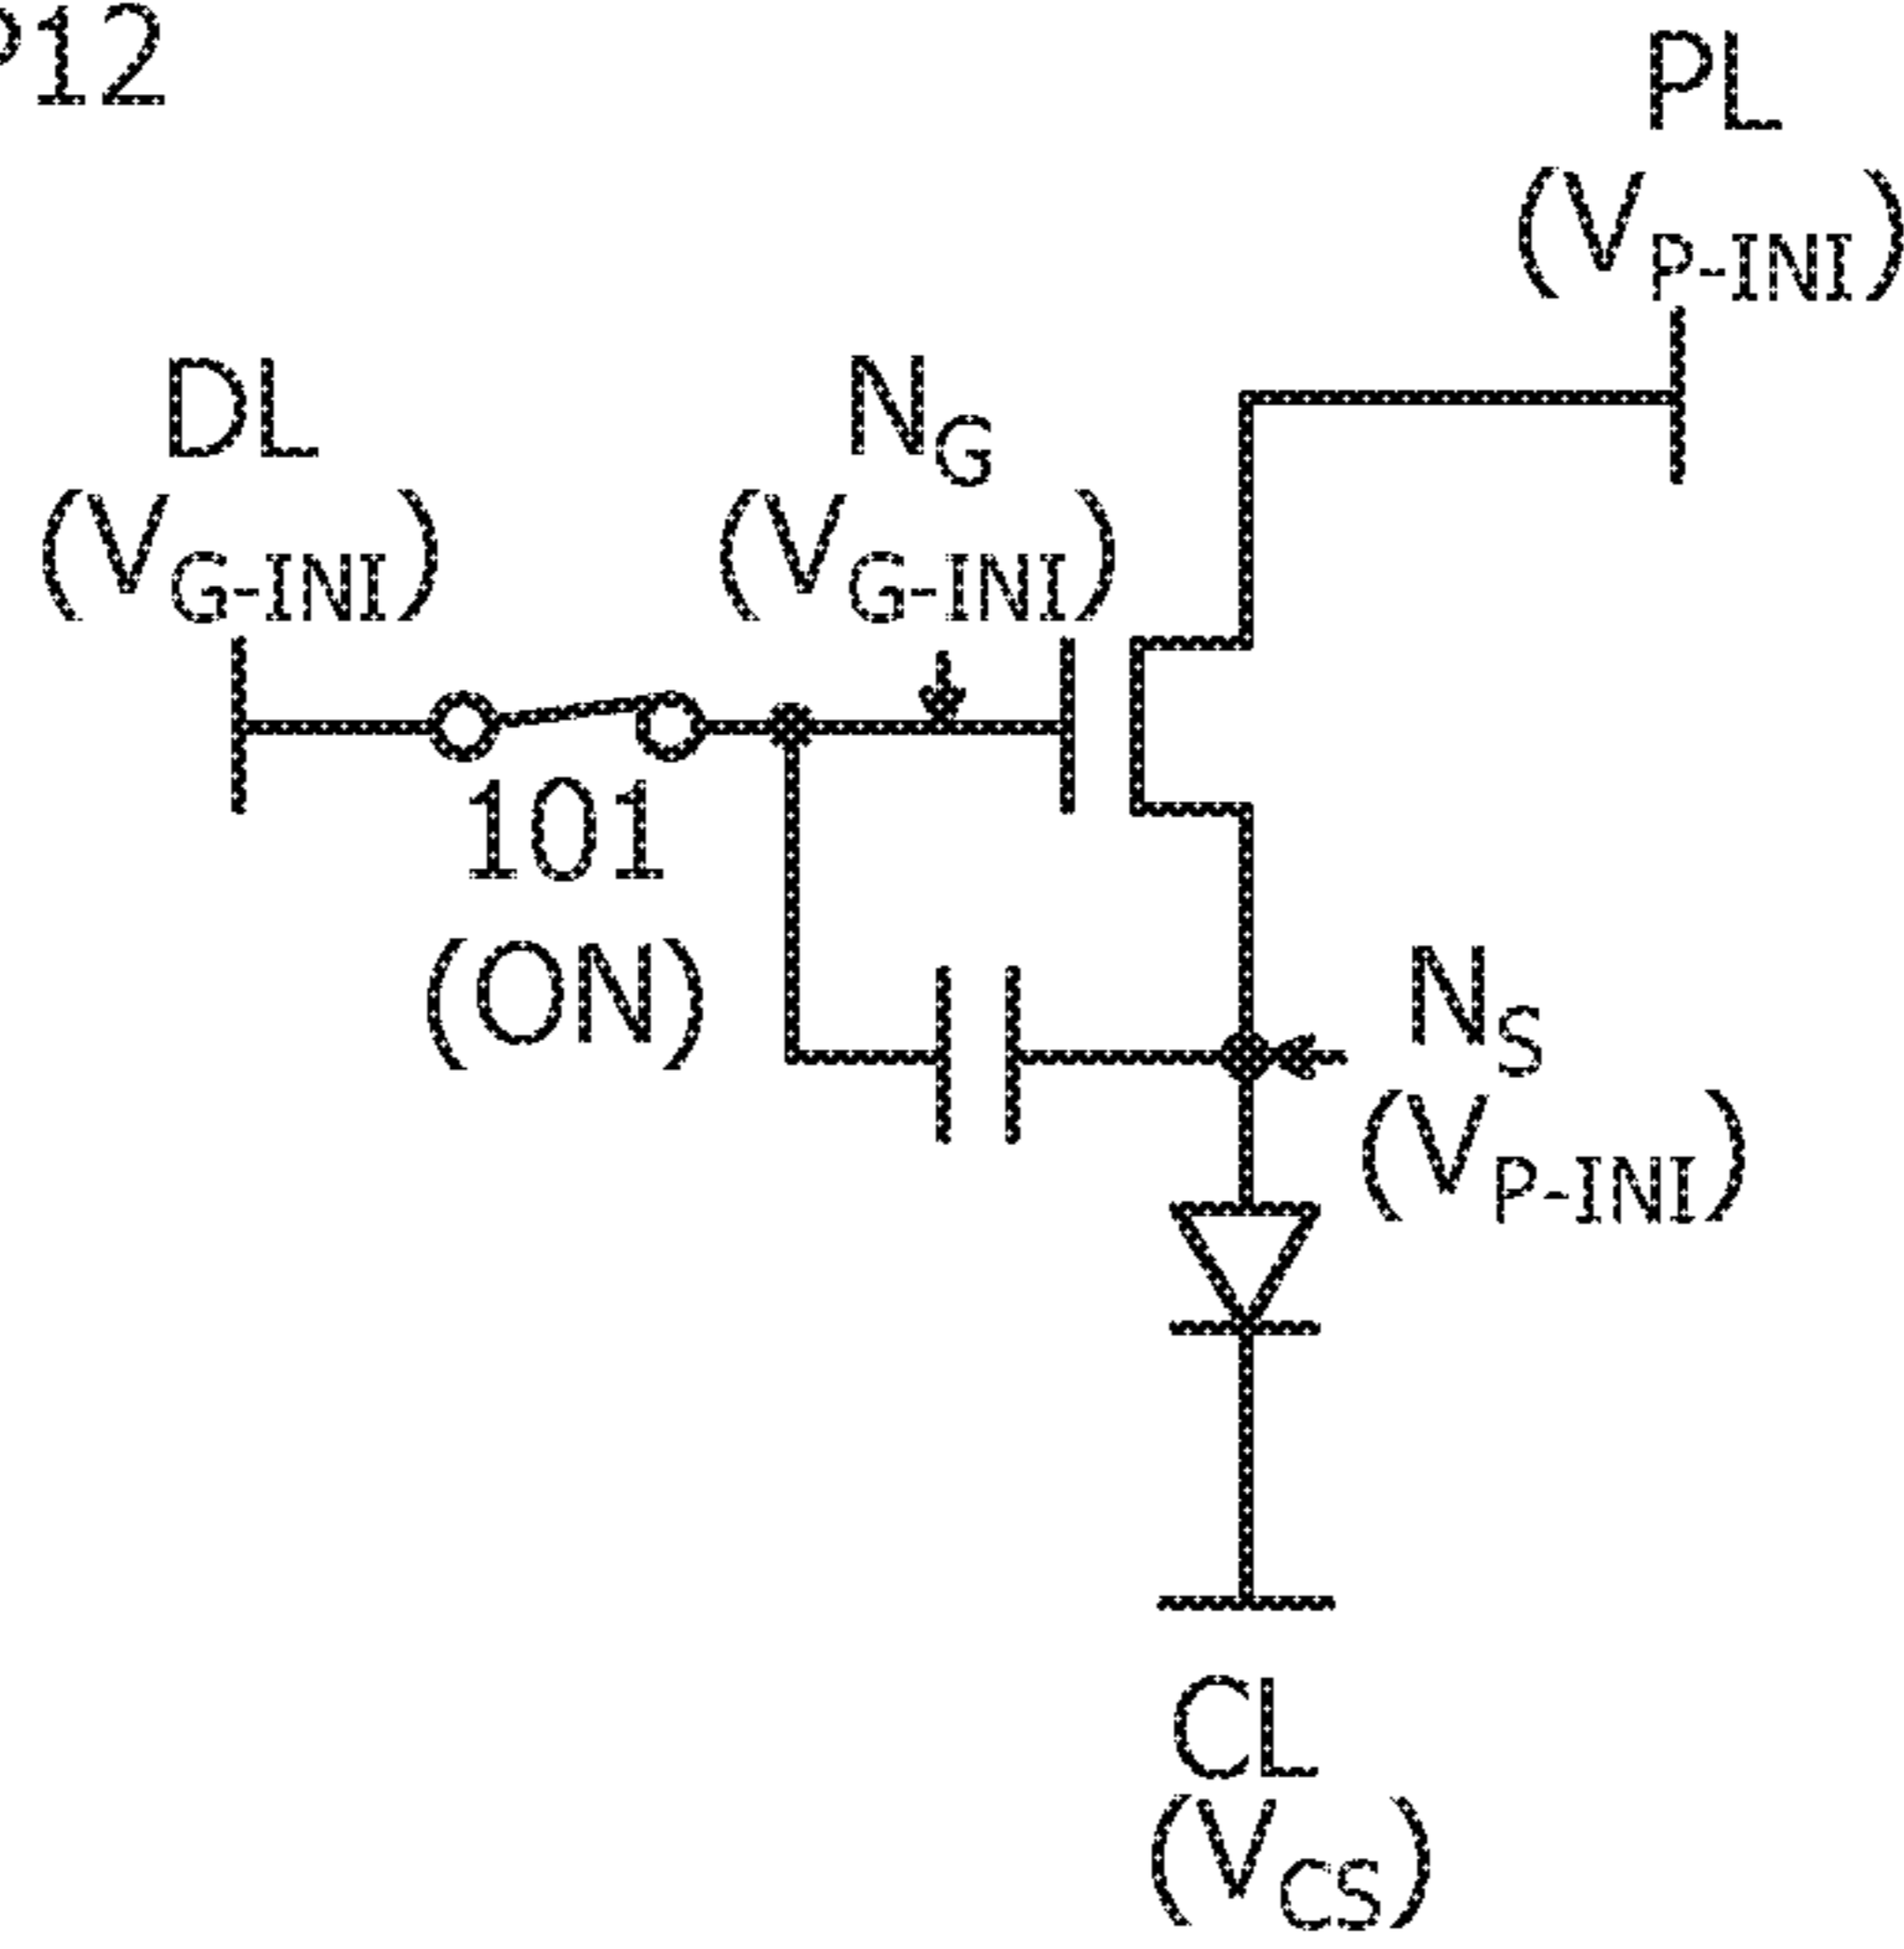 P12
PL
(VP-INI)
DL
(VG-INI)
NG
(VG-INI)
101
(ON)
NS
(VP-INI)
CL
(VCS)